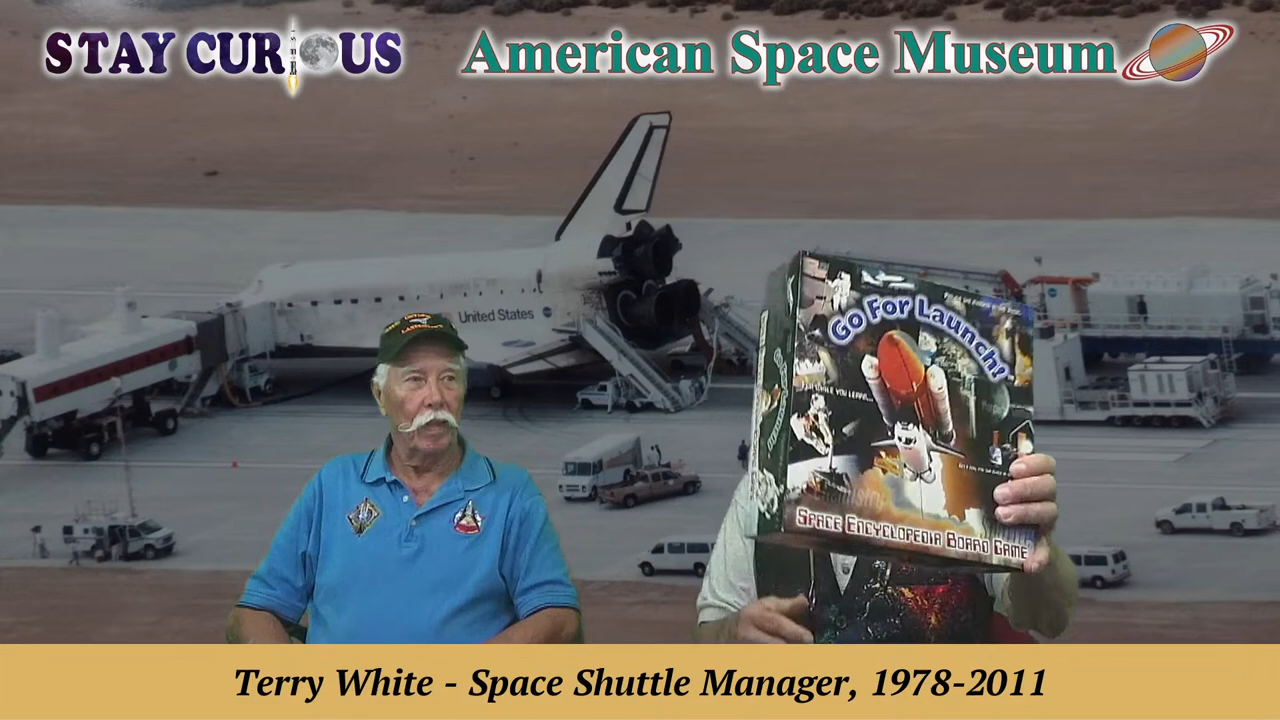 STAY CURIOUS
American Space Museum
United States
Go For Launch!
Space Encyclopedia Board Game
Terry White - Space Shuttle Manager, 1978-2011